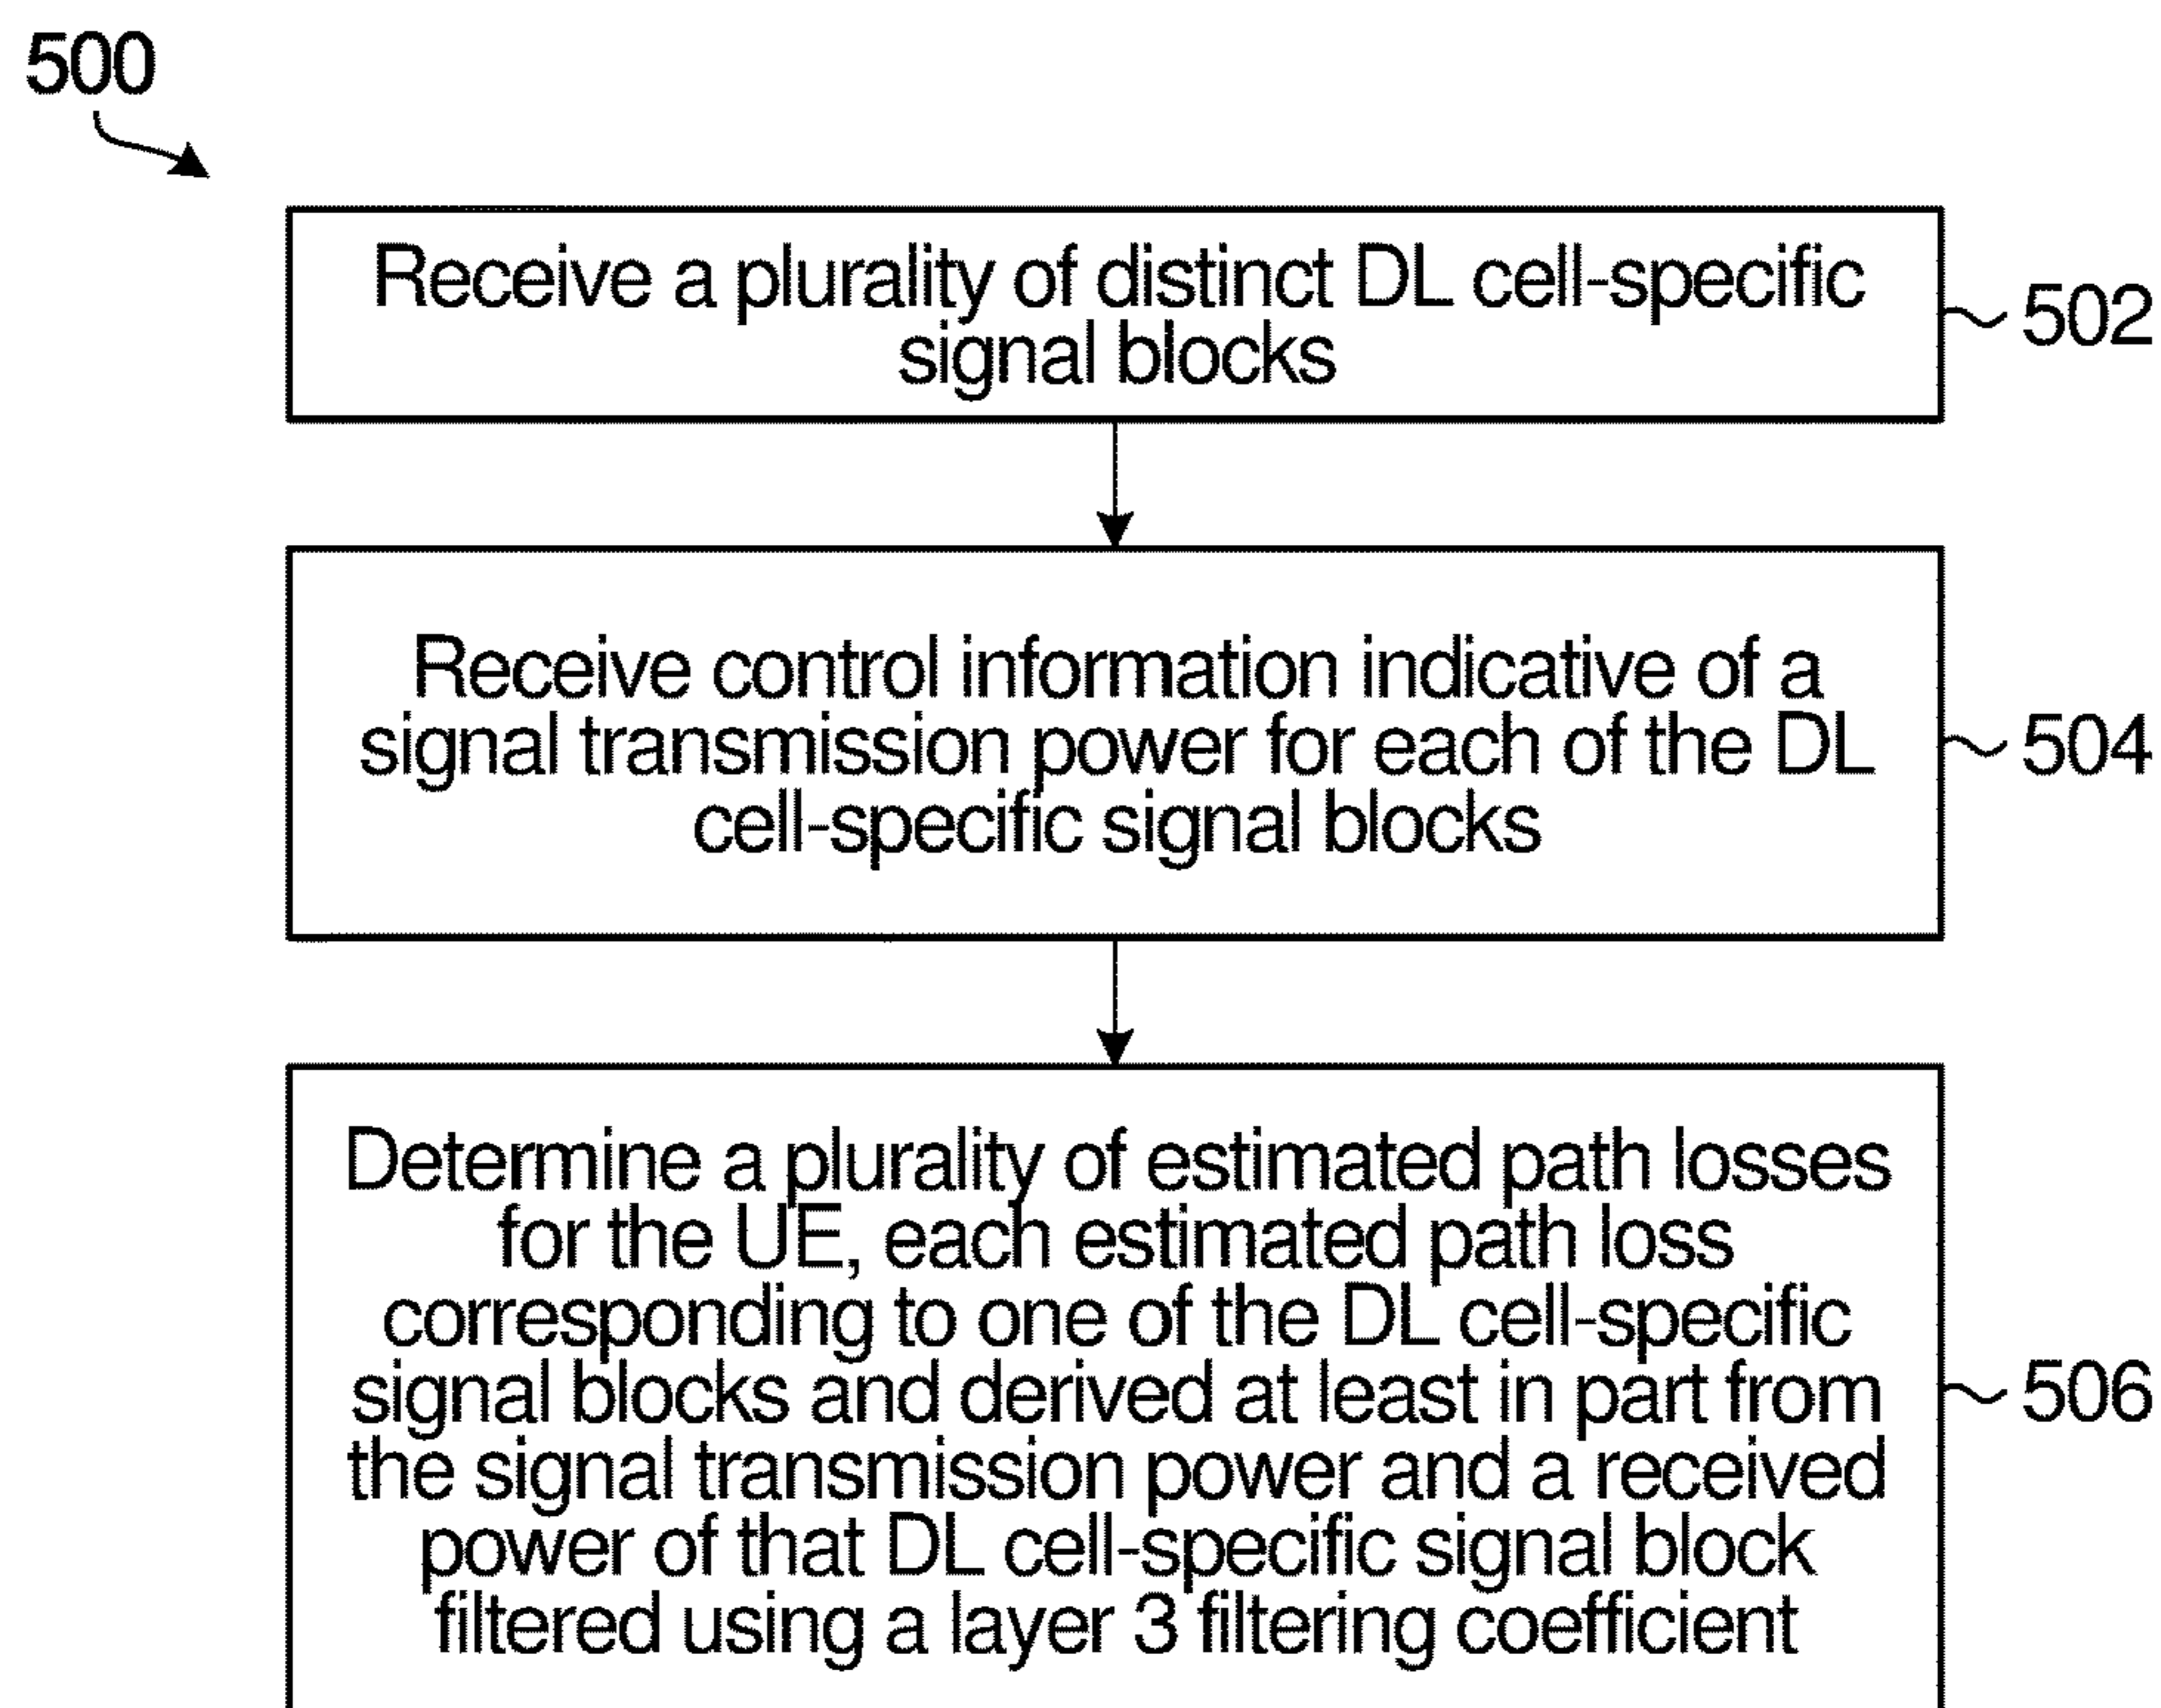 500
Receive a plurality of distinct DL cell-specific
signal blocks
502
Receive control information indicative of a
signal transmission power for each of the DL
cell-specific signal blocks
504
Determine a plurality of estimated path losses
for the UE, each estimated path loss
corresponding to one of the DL cell-specific
signal blocks and derived at least in part from
the signal transmission power and a received
power of that DL cell-specific signal block
filtered using a layer 3 filtering coefficient
506